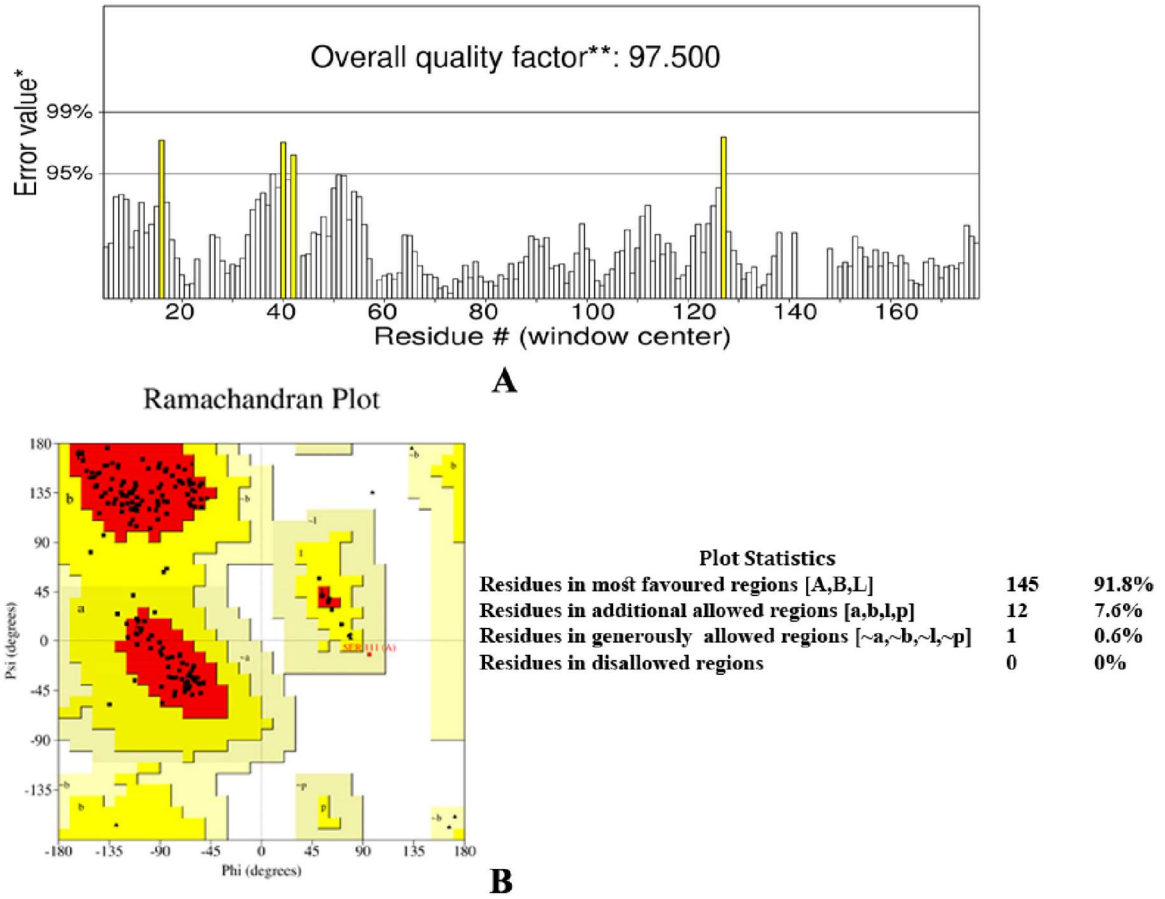 Overall quality factor**: 97.500
Error value*
99%
95%
20 40 60 80 100 120 140 160
Residue # (window center)
A
Ramachandran Plot
180
135
90
45
0
-45
-90
-135
Psi (degrees)
b
~b
~b
b
~l
l
a
~a
SER 111 (A)
~b
b
~p
p
~b
-180 -135 -90 -45 0 45 90 135 180
Phi (degrees)
B
Plot Statistics
Residues in most favoured regions [A,B,L] 145 91.8%
Residues in additional allowed regions [a,b,l,p] 12 7.6%
Residues in generously allowed regions [~a,~b,~l,~p] 1 0.6%
Residues in disallowed regions 0 0%